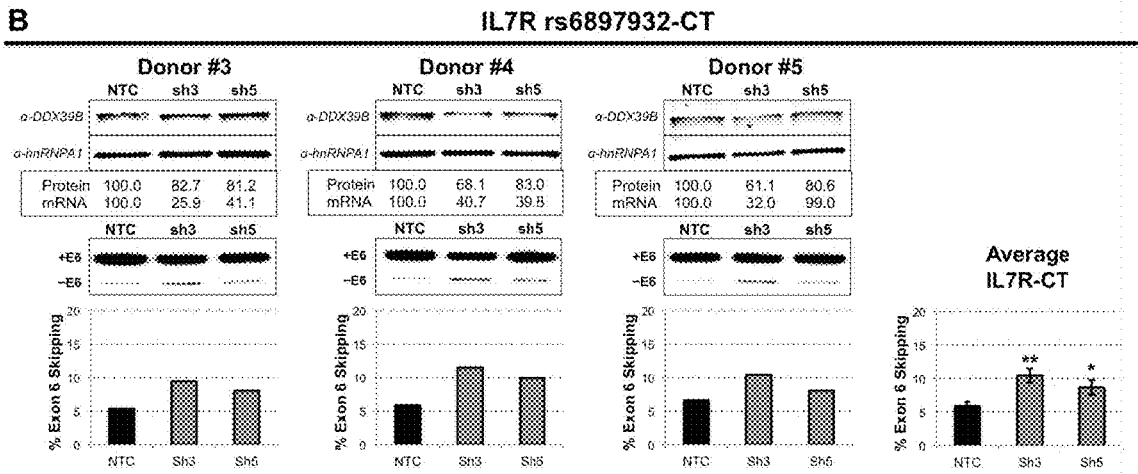 B
IL7R rs6897932-CT
Donor #3
NTC sh3 sh5
α-DDX39B
α-hnRNPA1
Protein 100.0 82.7 81.2
mRNA 100.0 25.9 41.1
NTC sh3 sh5
+E6
−E6
% Exon 6 Skipping
20
15
10
5
0
NTC Sh3 Sh5
Donor #4
NTC sh3 sh5
α-DDX39B
α-hnRNPA1
Protein 100.0 68.1 83.0
mRNA 100.0 40.7 39.8
NTC sh3 sh5
+E6
−E6
% Exon 6 Skipping
20
15
10
5
0
NTC Sh3 Sh5
Donor #5
NTC sh3 sh5
α-DDX39B
α-hnRNPA1
Protein 100.0 61.1 80.6
mRNA 100.0 32.0 99.0
NTC sh3 sh5
+E6
−E6
% Exon 6 Skipping
20
15
10
5
0
NTC Sh3 Sh5
Average
IL7R-CT
% Exon 6 Skipping
20
15
10
5
0
** *
NTC Sh3 Sh5